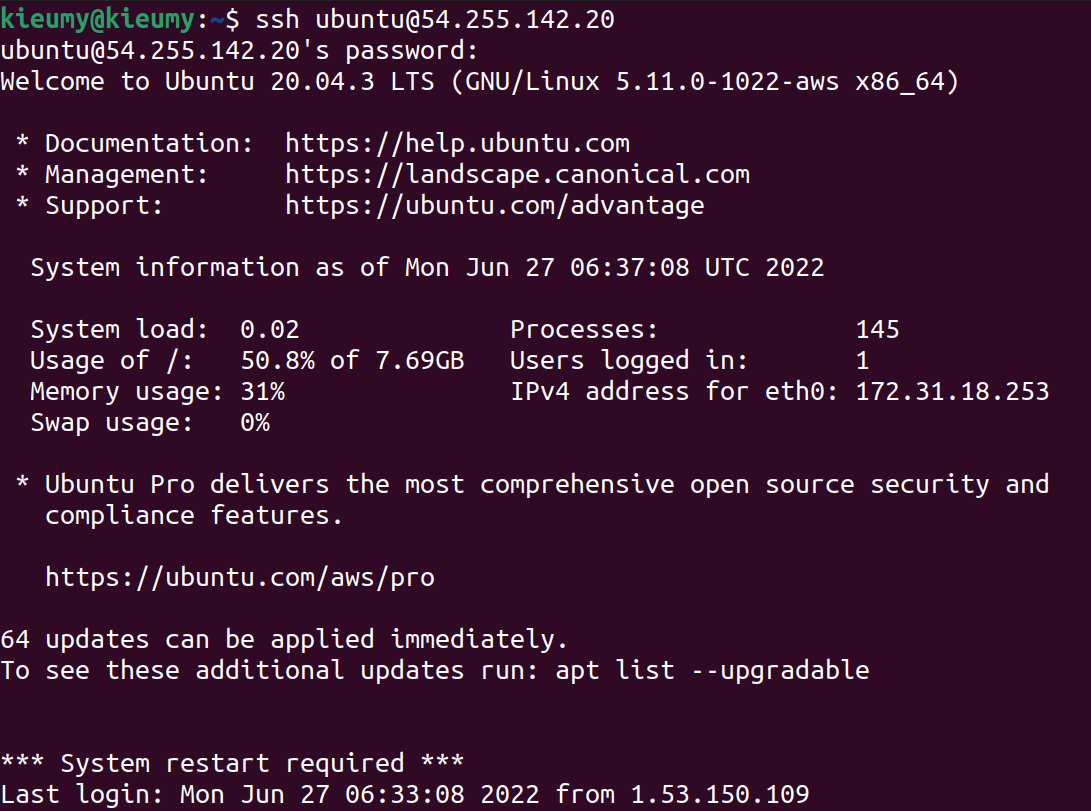 kieumy@kieumy:~$ ssh ubuntu@54.255.142.20
ubuntu@54.255.142.20's password:
Welcome to Ubuntu 20.04.3 LTS (GNU/Linux 5.11.0-1022-aws x86_64)
* Documentation:  https://help.ubuntu.com
* Management:     https://landscape.canonical.com
* Support:        https://ubuntu.com/advantage
System information as of Mon Jun 27 06:37:08 UTC 2022
System load:  0.02              Processes:             145
Usage of /:   50.8% of 7.69GB   Users logged in:       1
Memory usage: 31%               IPv4 address for eth0: 172.31.18.253
Swap usage:   0%
* Ubuntu Pro delivers the most comprehensive open source security and
compliance features.
https://ubuntu.com/aws/pro
64 updates can be applied immediately.
To see these additional updates run: apt list --upgradable
*** System restart required ***
Last login: Mon Jun 27 06:33:08 2022 from 1.53.150.109